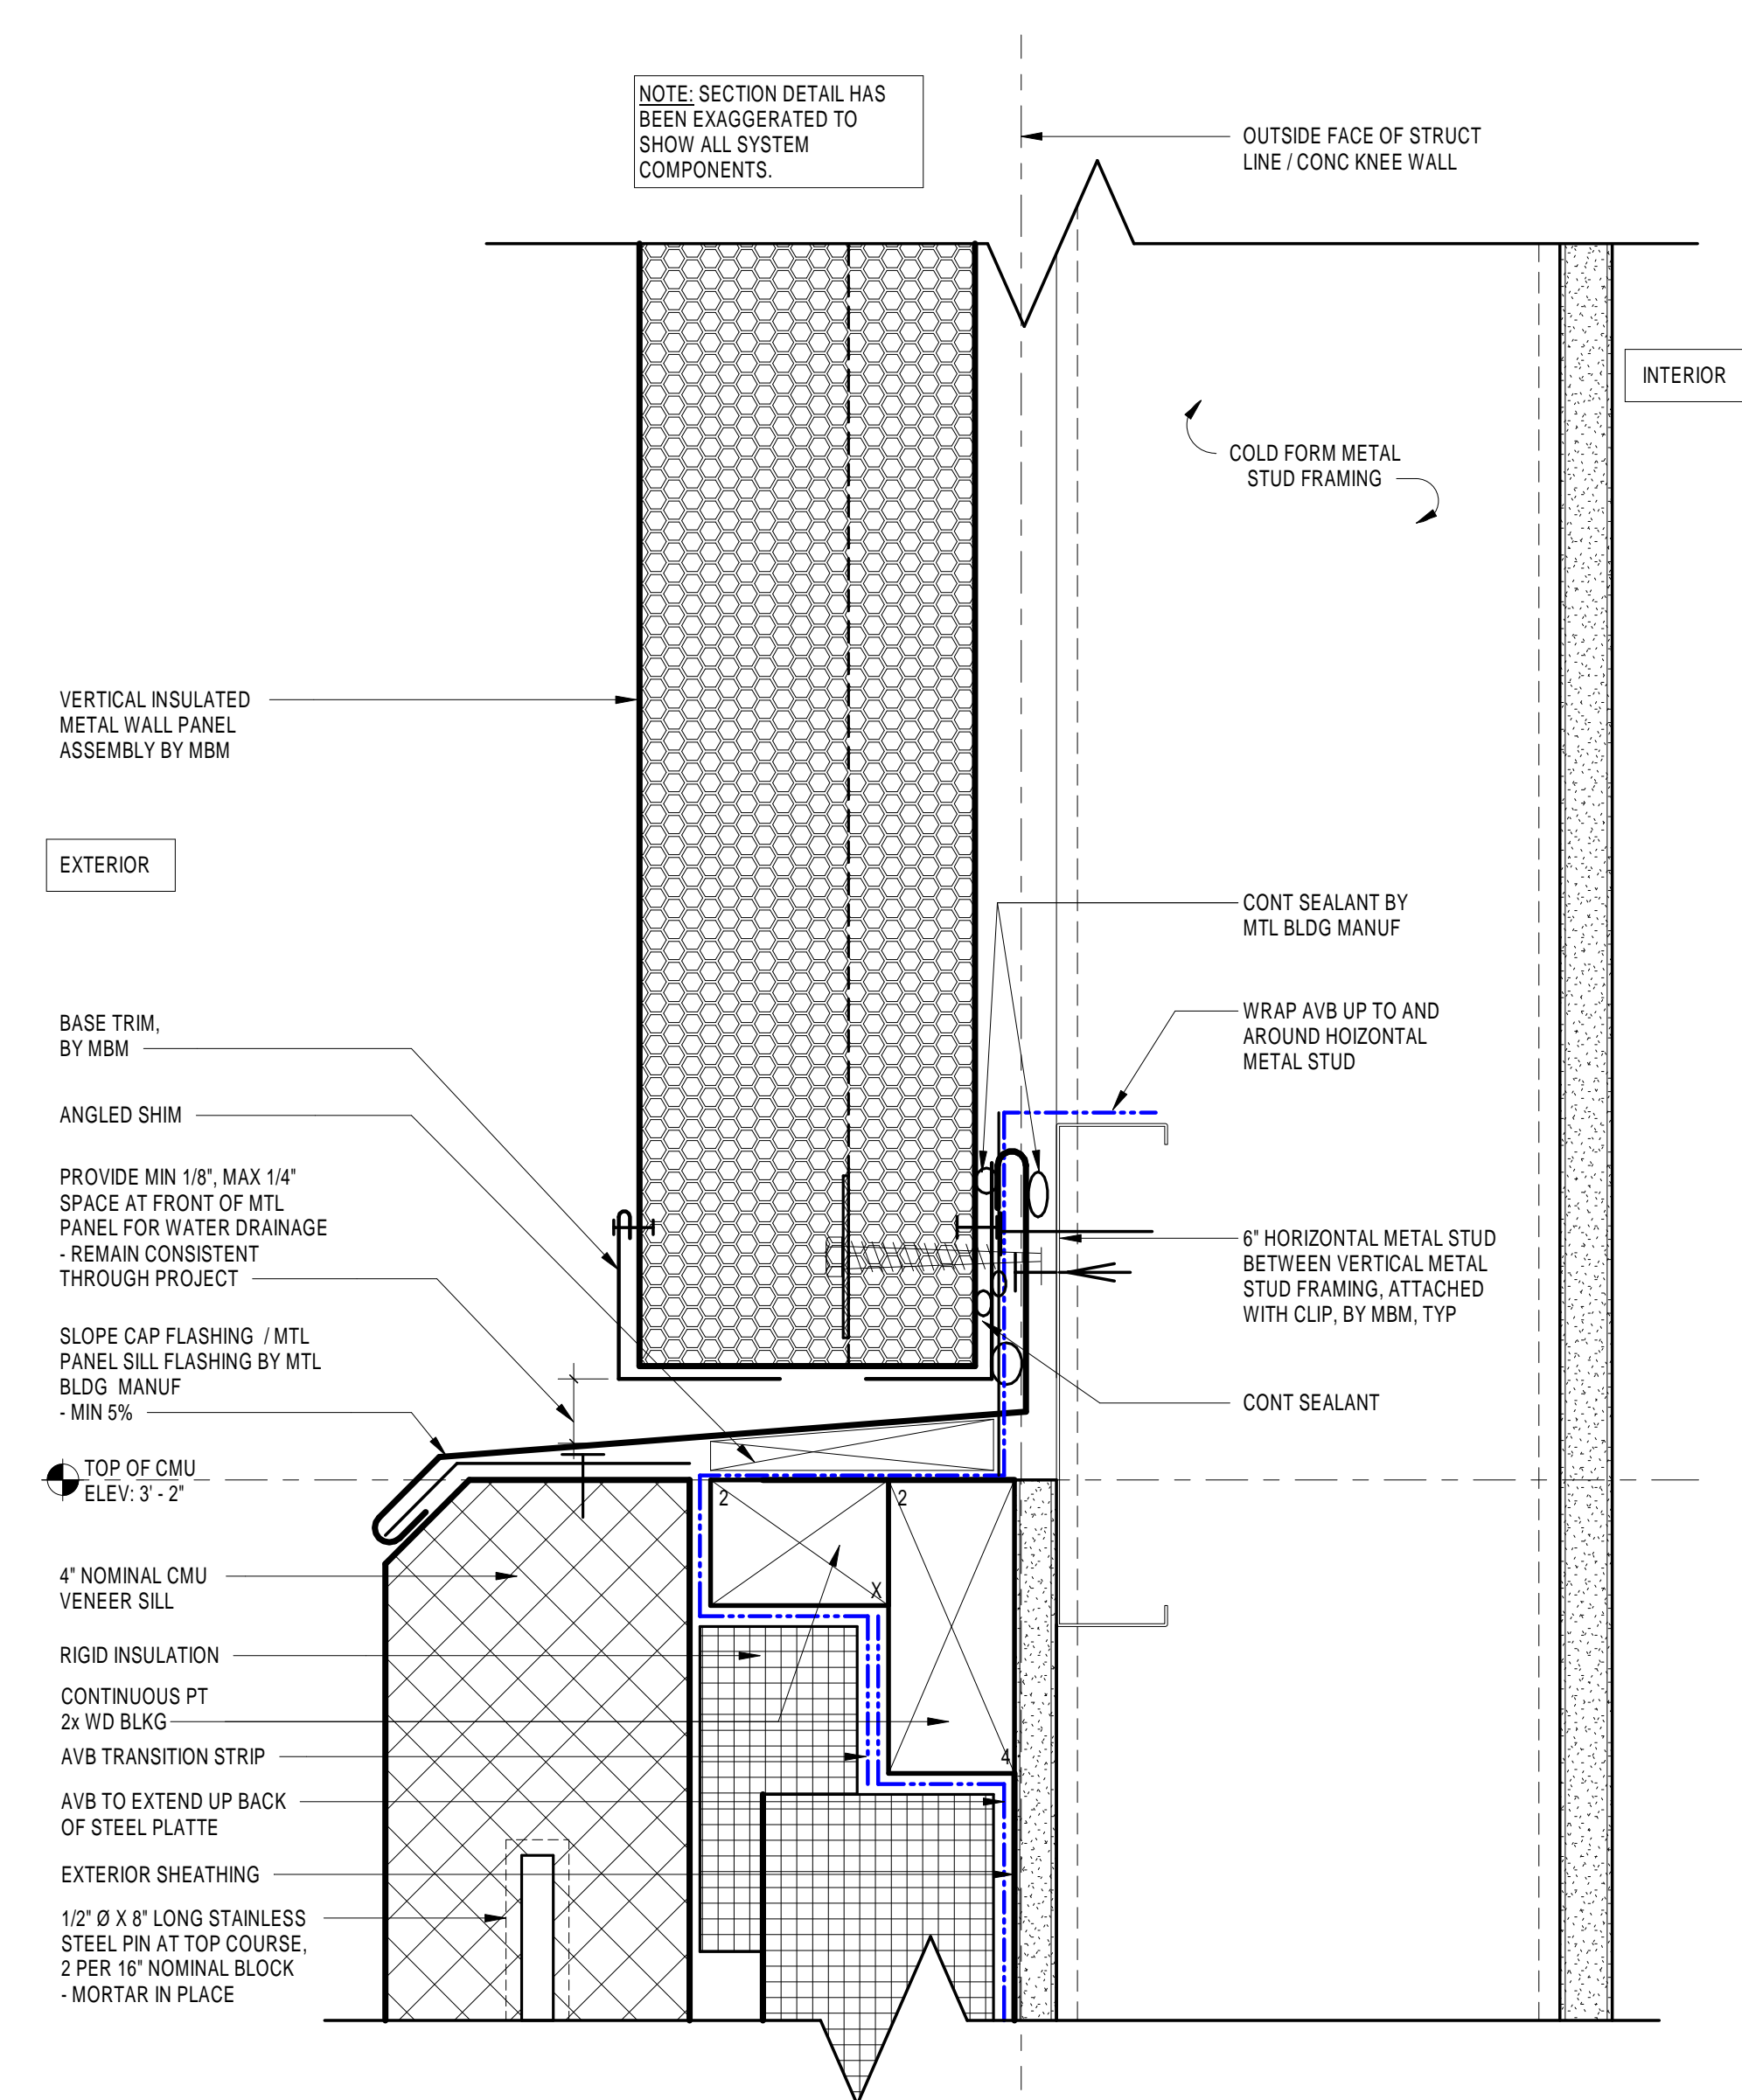 NOTE: SECTION DETAIL HAS
BEEN EXAGGERATED TO
SHOW ALL SYSTEM
COMPONENTS.
OUTSIDE FACE OF STRUCT
LINE / CONC KNEE WALL
INTERIOR
COLD FORM METAL
STUD FRAMING
VERTICAL INSULATED
METAL WALL PANEL
ASSEMBLY BY MBM
EXTERIOR
CONT SEALANT BY
MTL BLDG MANUF
BASE TRIM,
BY MBM
WRAP AVB UP TO AND
AROUND HOIZONTAL
METAL STUD
ANGLED SHIM
PROVIDE MIN 1/8", MAX 1/4"
SPACE AT FRONT OF MTL
PANEL FOR WATER DRAINAGE
- REMAIN CONSISTENT
THROUGH PROJECT
6" HORIZONTAL METAL STUD
BETWEEN VERTICAL METAL
STUD FRAMING, ATTACHED
WITH CLIP, BY MBM, TYP
SLOPE CAP FLASHING / MTL
PANEL SILL FLASHING BY MTL
BLDG MANUF
- MIN 5%
CONT SEALANT
TOP OF CMU
ELEV: 3' - 2"
2
2
X
4
4" NOMINAL CMU
VENEER SILL
RIGID INSULATION
CONTINUOUS PT
2x WD BLKG
AVB TRANSITION STRIP
AVB TO EXTEND UP BACK
OF STEEL PLATTE
EXTERIOR SHEATHING
1/2" Ø X 8" LONG STAINLESS
STEEL PIN AT TOP COURSE,
2 PER 16" NOMINAL BLOCK
- MORTAR IN PLACE